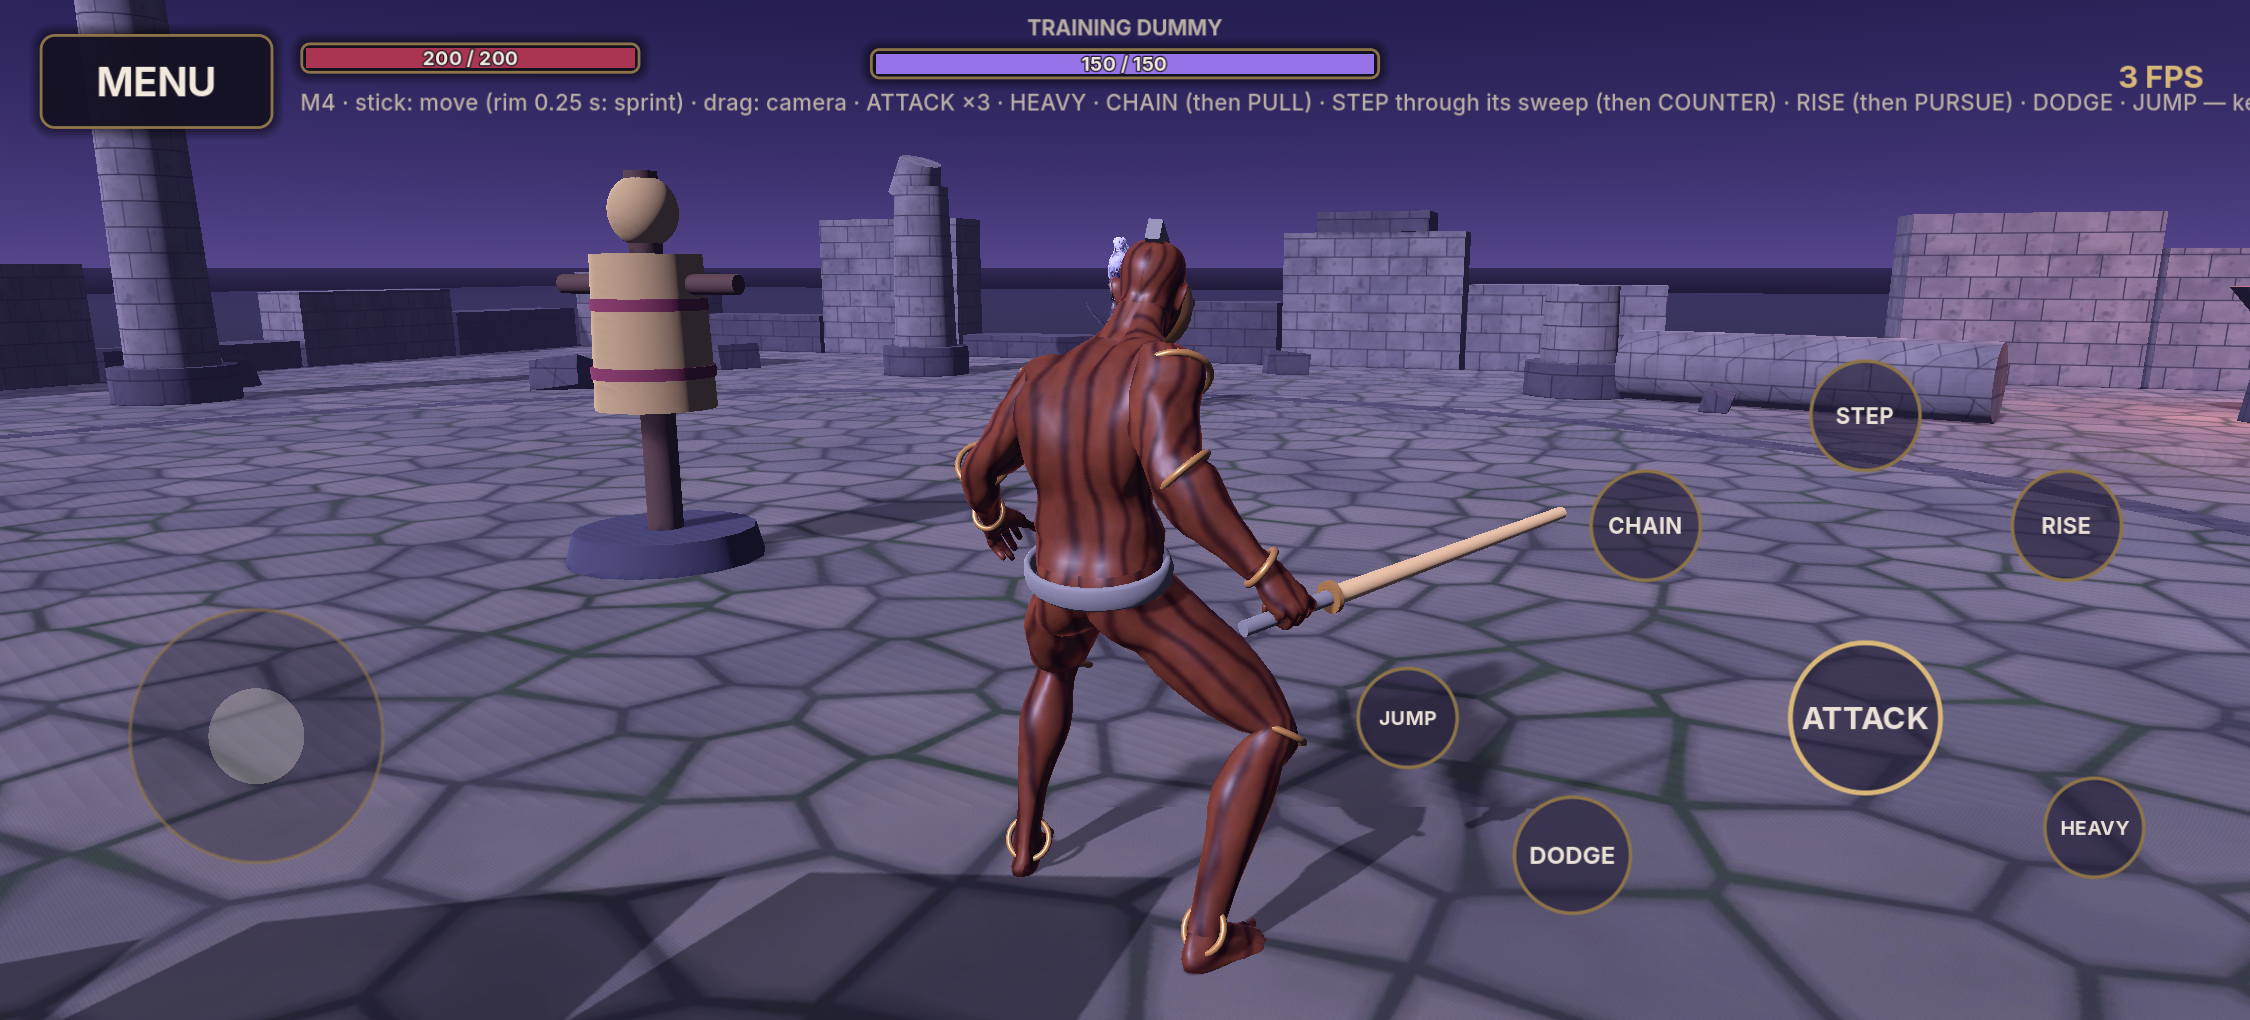 TRAINING DUMMY
MENU
200 / 200
150 / 150
3 FPS
M4 · stick: move (rim 0.25 s: sprint) · drag: camera · ATTACK ×3 · HEAVY · CHAIN (then PULL) · STEP through its sweep (then COUNTER) · RISE (then PURSUE) · DODGE · JUMP —
STEP
CHAIN
RISE
JUMP
ATTACK
HEAVY
DODGE